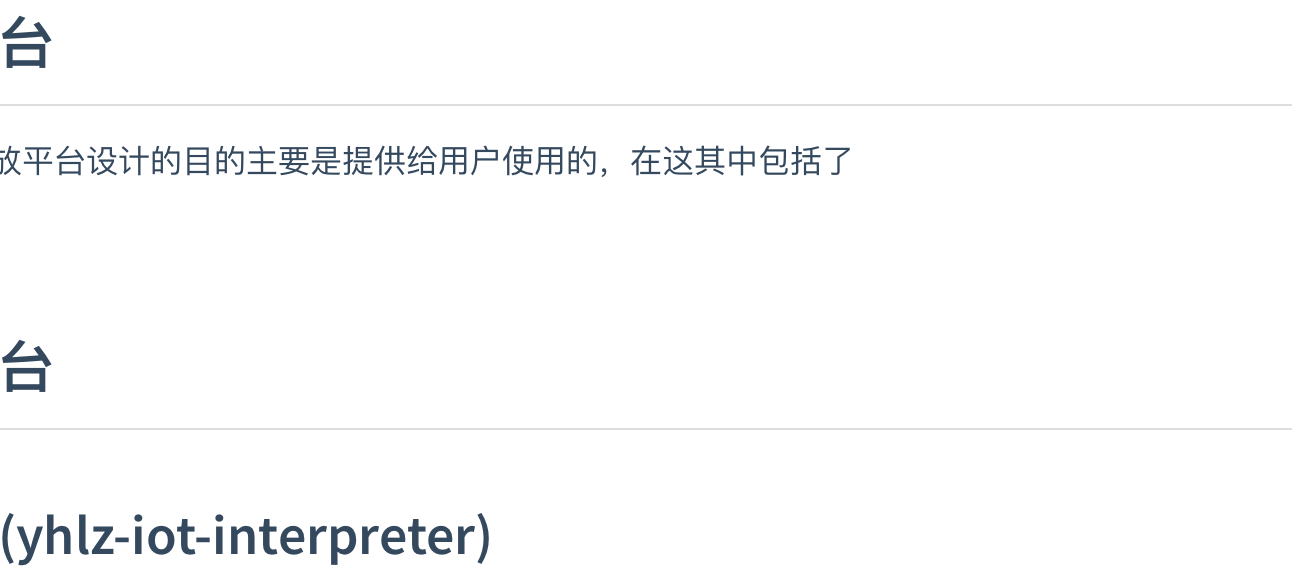 台
放平台设计的目的主要是提供给用户使用的，在这其中包括了
台
(yhlz-iot-interpreter)